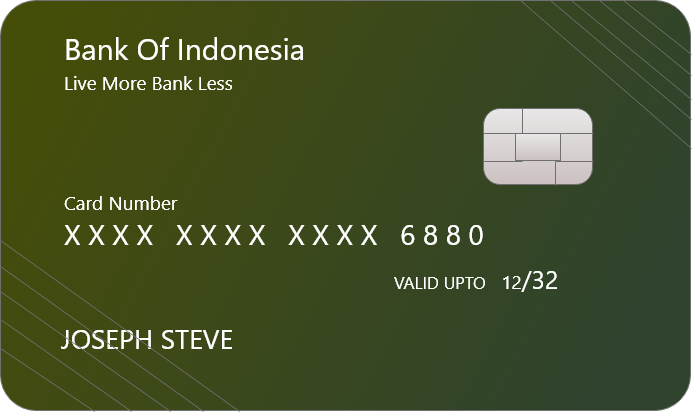 Bank Of Indonesia
Live More Bank Less
Card Number
XXXX XXXX XXXX 6880
VALID UPTO 12/32
JOSEPH STEVE